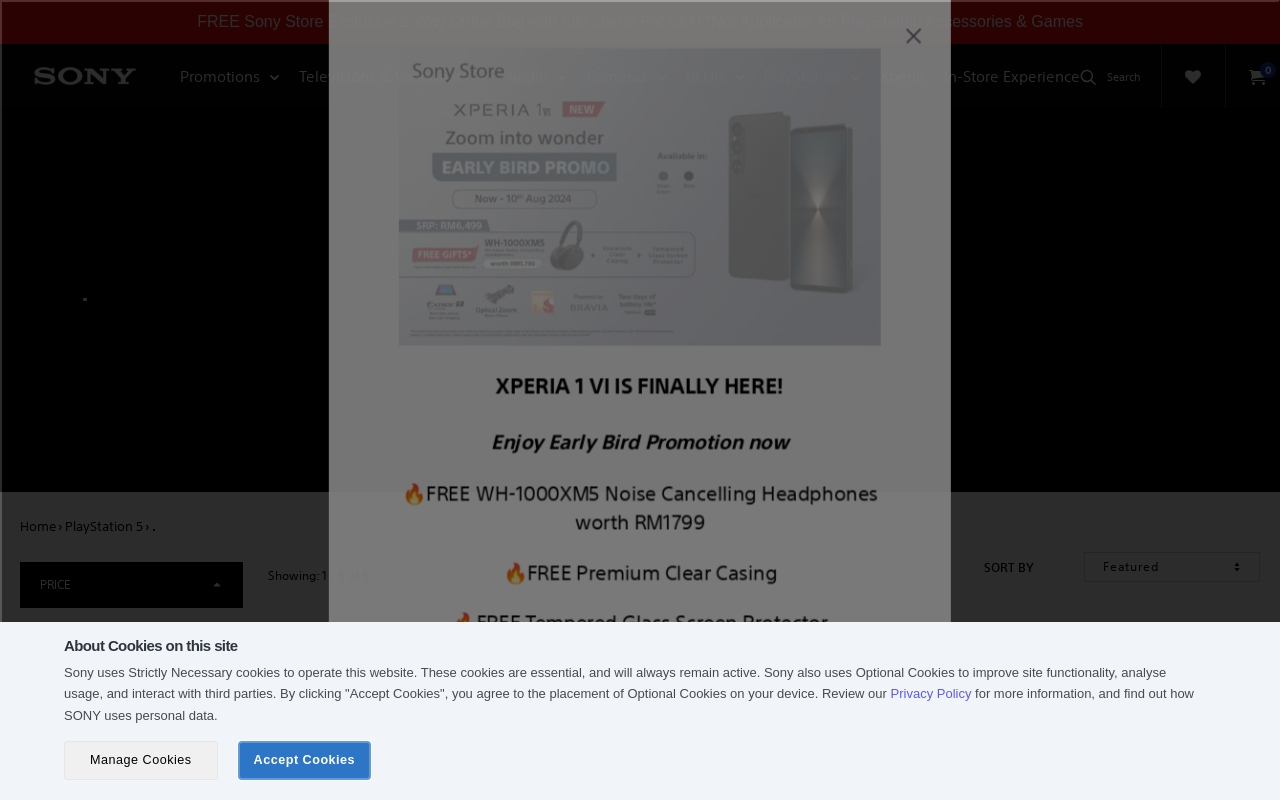 FREE Sony Store
Accessories & Games
SONY
Promotions
In-Store Experience
Search
0
Sony Store
XPERIA 1 VI
NEW
Zoom into wonder
EARLY BIRD PROMO
Available in:
Now - 10th Aug 2024
SRP: RM6,499
FREE GIFTS*
WH-1000XM5
worth RM1,799
Optical Zoom
BRAVIA
XPERIA 1 VI IS FINALLY HERE!
Enjoy Early Bird Promotion now
🔥FREE WH-1000XM5 Noise Cancelling Headphones
worth RM1799
🔥FREE Premium Clear Casing
🔥FREE Tempered Glass Screen Protector
Home › PlayStation 5 › .
PRICE
Showing: 1
SORT BY
Featured
About Cookies on this site
Sony uses Strictly Necessary cookies to operate this website. These cookies are essential, and will always remain active. Sony also uses Optional Cookies to improve site functionality, analyse
usage, and interact with third parties. By clicking "Accept Cookies", you agree to the placement of Optional Cookies on your device. Review our Privacy Policy for more information, and find out how
SONY uses personal data.
Manage Cookies
Accept Cookies